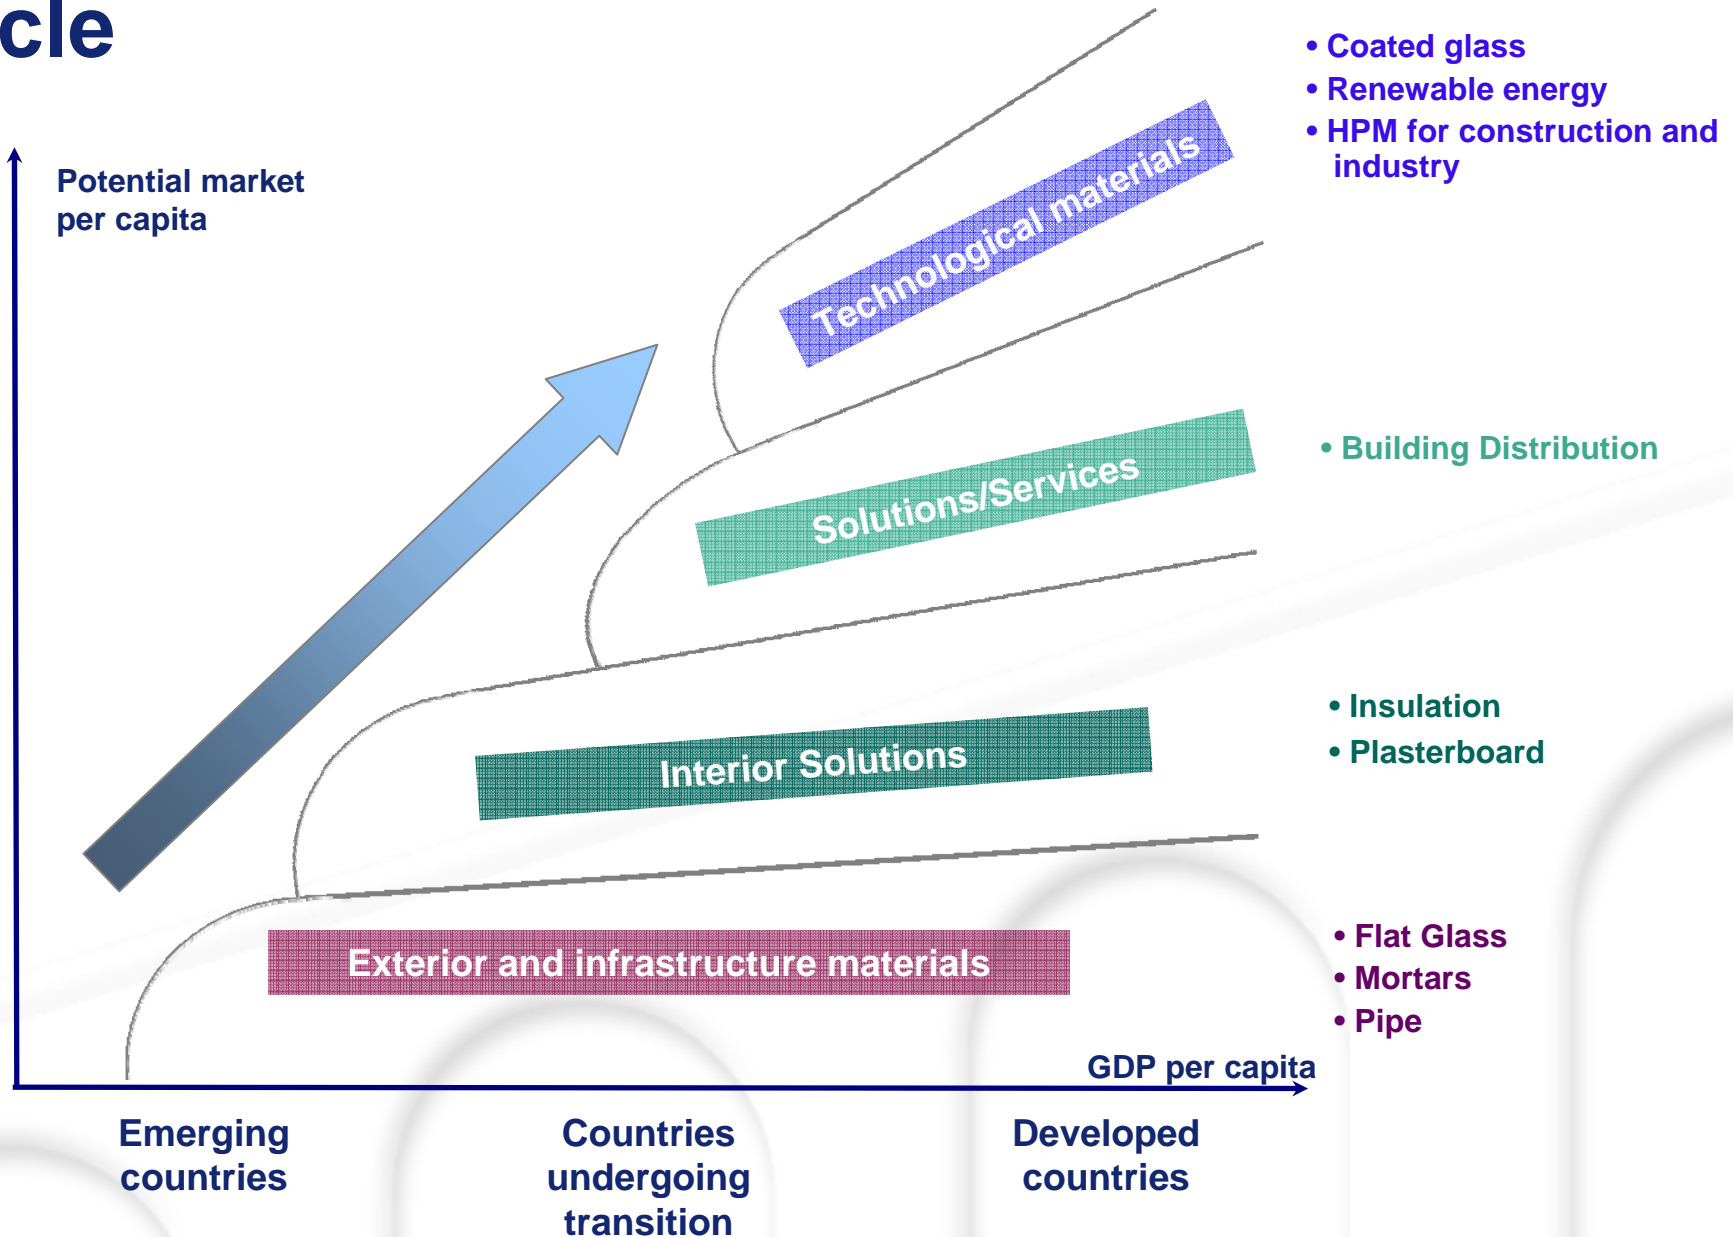 cle
Potential market
per capita
• Coated glass
• Renewable energy
• HPM for construction and
industry
Technological materials
Solutions/Services
• Building Distribution
Interior Solutions
• Insulation
• Plasterboard
Exterior and infrastructure materials
• Flat Glass
• Mortars
• Pipe
GDP per capita
Emerging
countries
Countries
undergoing
transition
Developed
countries